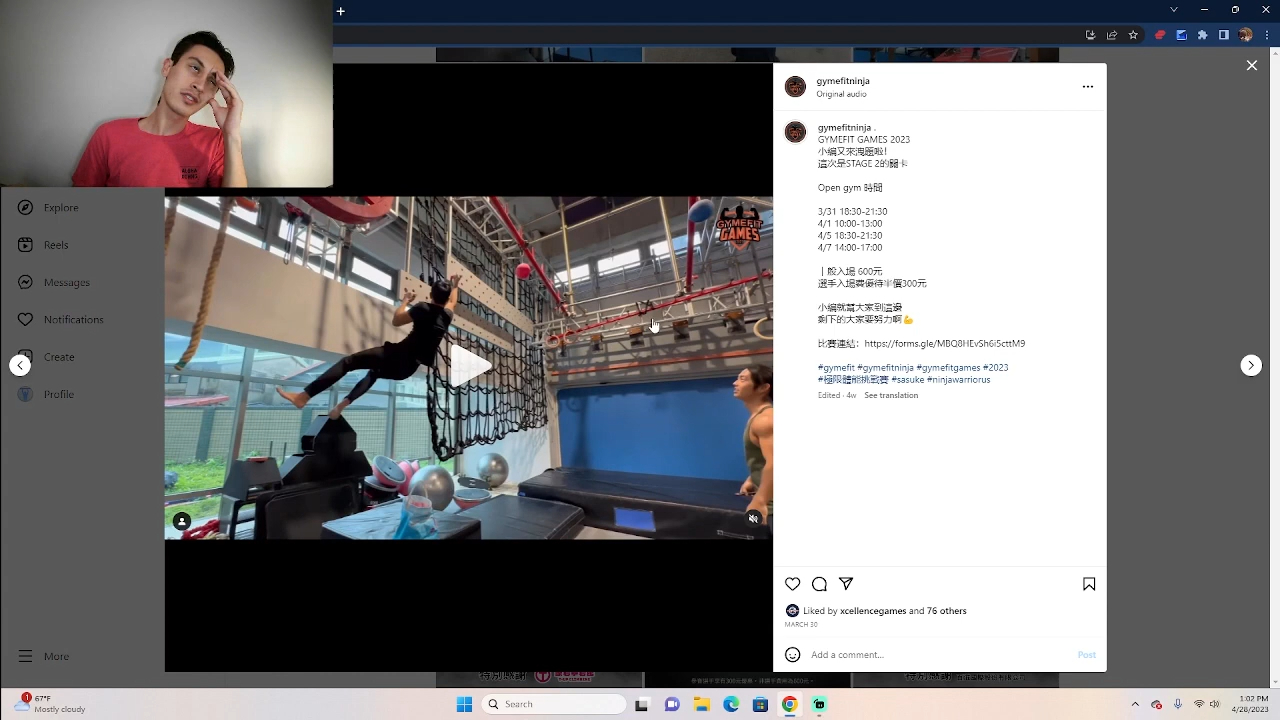 Explore
Reels
Messages
Notifications
Create
Profile
More
GYMEFIT
GAMES
gymefitninja
Original audio
gymefitninja .
GYMEFIT GAMES 2023
小編又來洩題啦!
這次是STAGE 2的關卡
Open gym 時間
3/31 18:30-21:30
4/1 10:00-13:00
4/5 18:30-21:30
4/7 14:00-17:00
｜般入場 600元
選手入場費優待半價300元
小編就幫大家到這邊
剩下的大家要努力啊💪
比賽連結：https://forms.gle/MBQ8HEvSh6i5cttM9
#gymefit #gymefitninja #gymefitgames #2023
#極限體能挑戰賽 #sasuke #ninjawarriorus
Edited · 4w See translation
Liked by xcellencegames and 76 others
MARCH 30
Add a comment...
Post
Mostly cloudy
Search
1:02 PM
4/28/2023